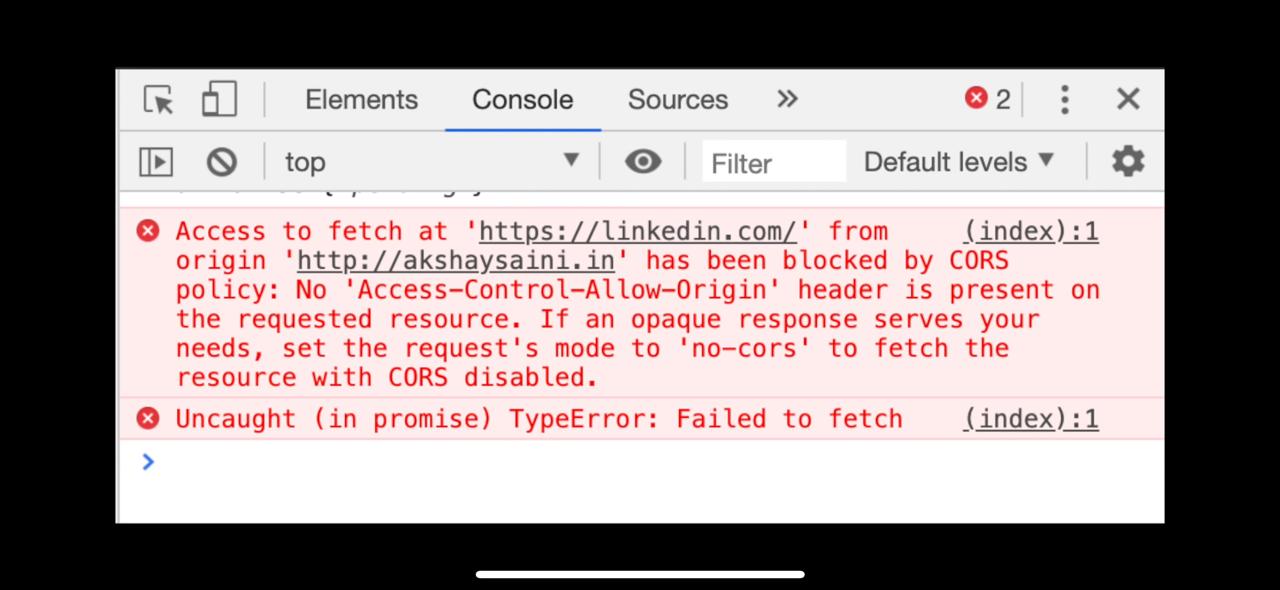 Elements Console Sources » 2
top Filter Default levels
Access to fetch at 'https://linkedin.com/' from (index):1
origin 'http://akshaysaini.in' has been blocked by CORS
policy: No 'Access-Control-Allow-Origin' header is present on
the requested resource. If an opaque response serves your
needs, set the request's mode to 'no-cors' to fetch the
resource with CORS disabled.
Uncaught (in promise) TypeError: Failed to fetch (index):1